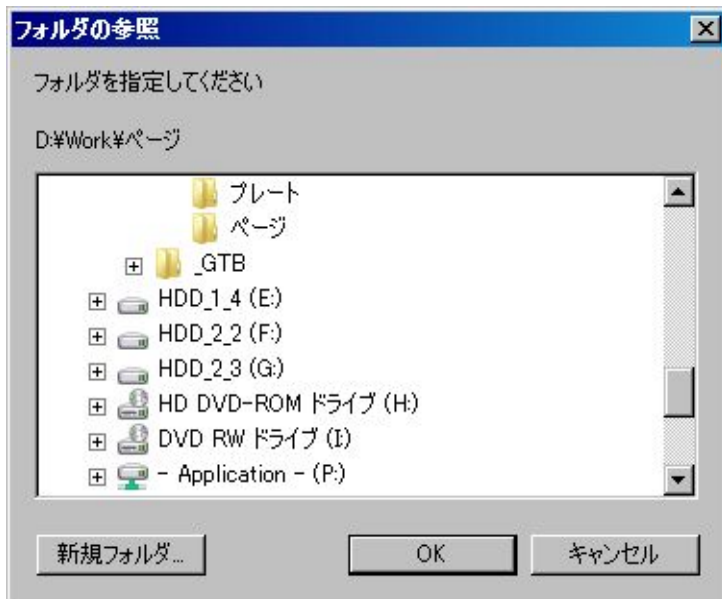 フォルダの参照
フォルダを指定してください
D:¥Work¥ページ
プレート
ページ
_GTB
HDD_1_4 (E:)
HDD_2_2 (F:)
HDD_2_3 (G:)
HD DVD-ROM ドライブ (H:)
DVD RW ドライブ (I:)
- Application - (P:)
新規フォルダ... OK キャンセル